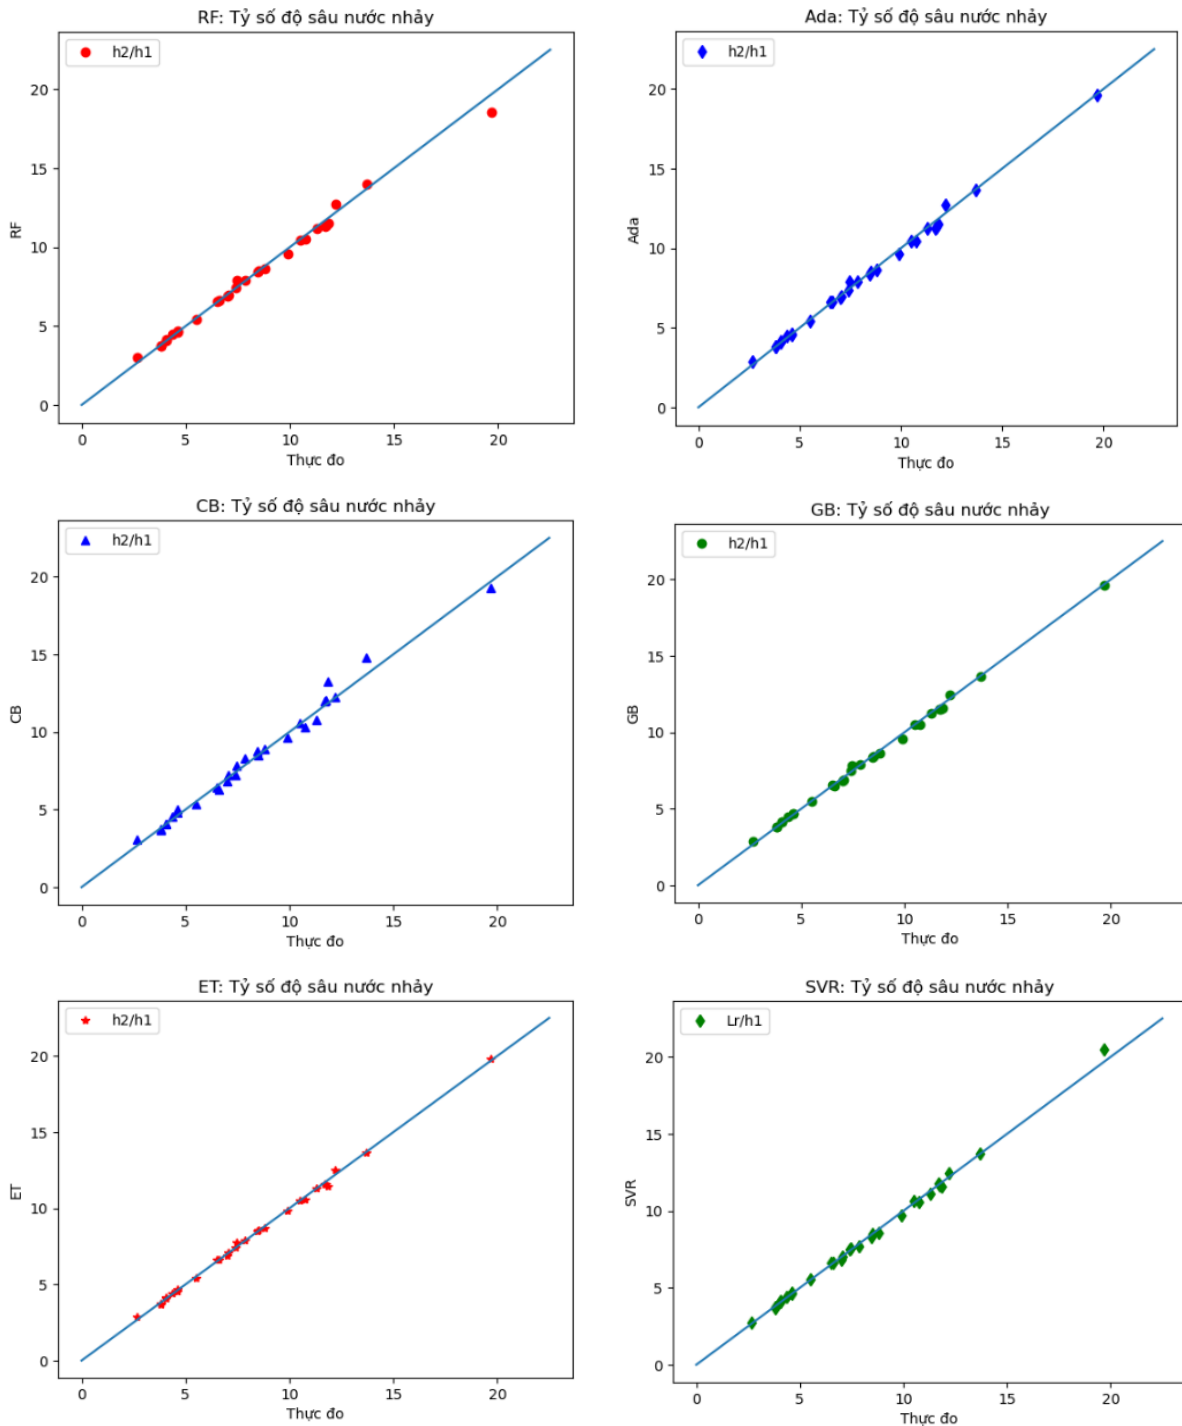 RF: Tỷ số độ sâu nước nhảy
h2/h1
20
15
10
5
0
RF
0 5 10 15 20
Thực đo
Ada: Tỷ số độ sâu nước nhảy
h2/h1
20
15
10
5
0
Ada
0 5 10 15 20
Thực đo
CB: Tỷ số độ sâu nước nhảy
h2/h1
20
15
10
5
0
CB
0 5 10 15 20
Thực đo
GB: Tỷ số độ sâu nước nhảy
h2/h1
20
15
10
5
0
GB
0 5 10 15 20
Thực đo
ET: Tỷ số độ sâu nước nhảy
h2/h1
20
15
10
5
0
ET
0 5 10 15 20
Thực đo
SVR: Tỷ số độ sâu nước nhảy
Lr/h1
20
15
10
5
0
SVR
0 5 10 15 20
Thực đo